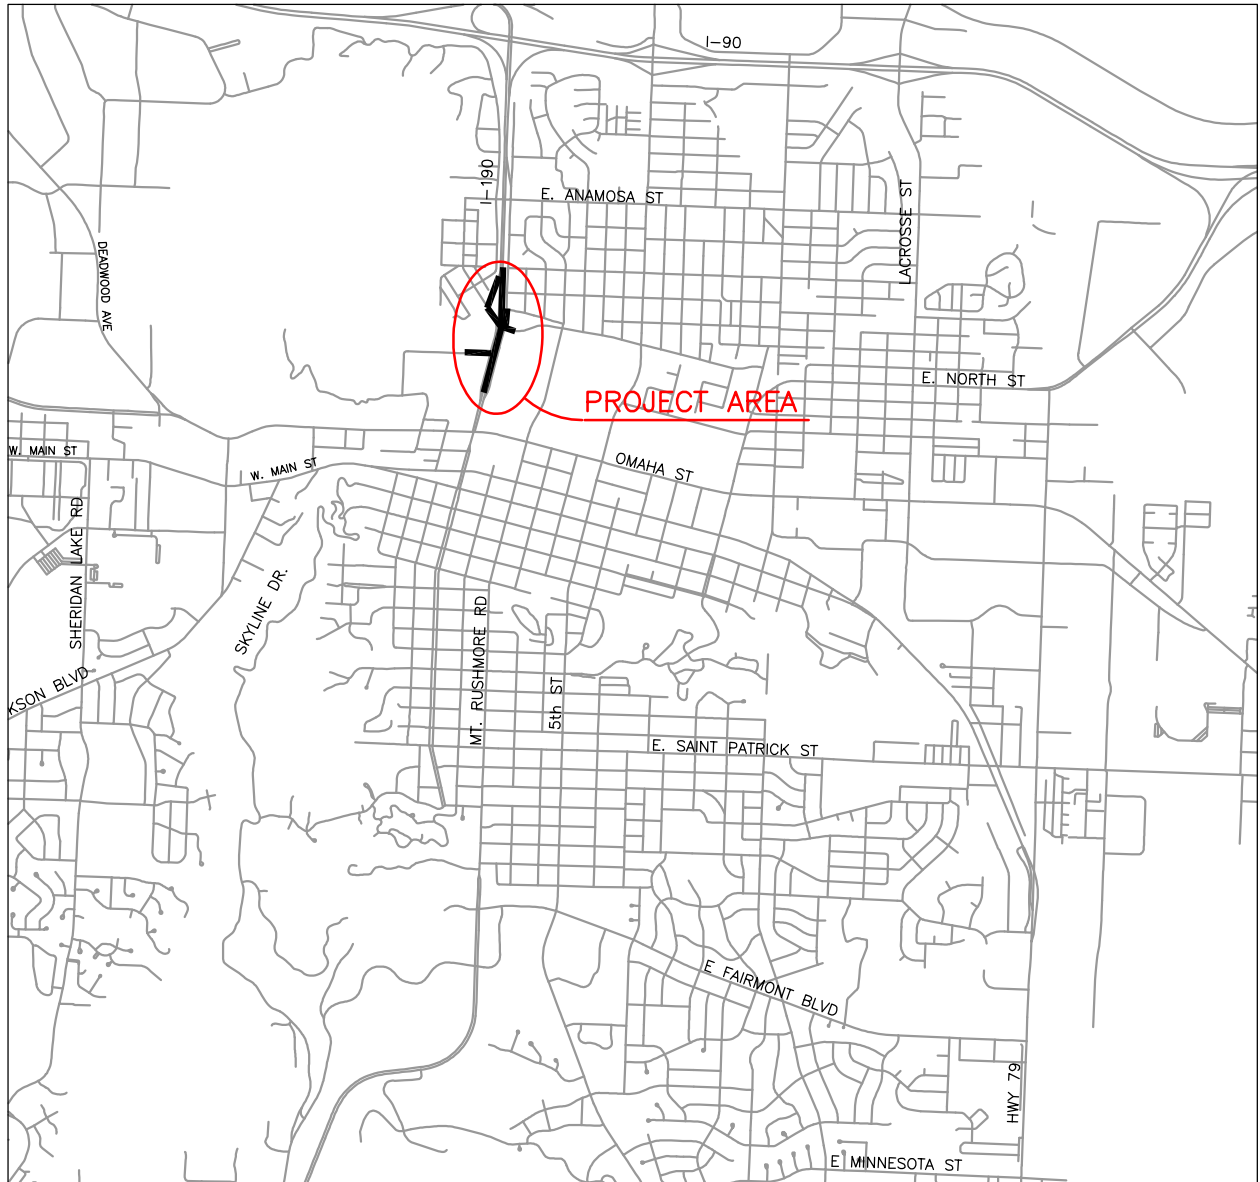 I-90
I-190
E. ANAMOSA ST
LACROSSE ST
DEADWOOD AVE
E. NORTH ST
PROJECT AREA
W. MAIN ST
W. MAIN ST
OMAHA ST
SHERIDAN LAKE RD
SKYLINE DR.
MT. RUSHMORE RD
5th ST
KSON BLVD
E. SAINT PATRICK ST
E FAIRMONT BLVD
HWY 79
E MINNESOTA ST